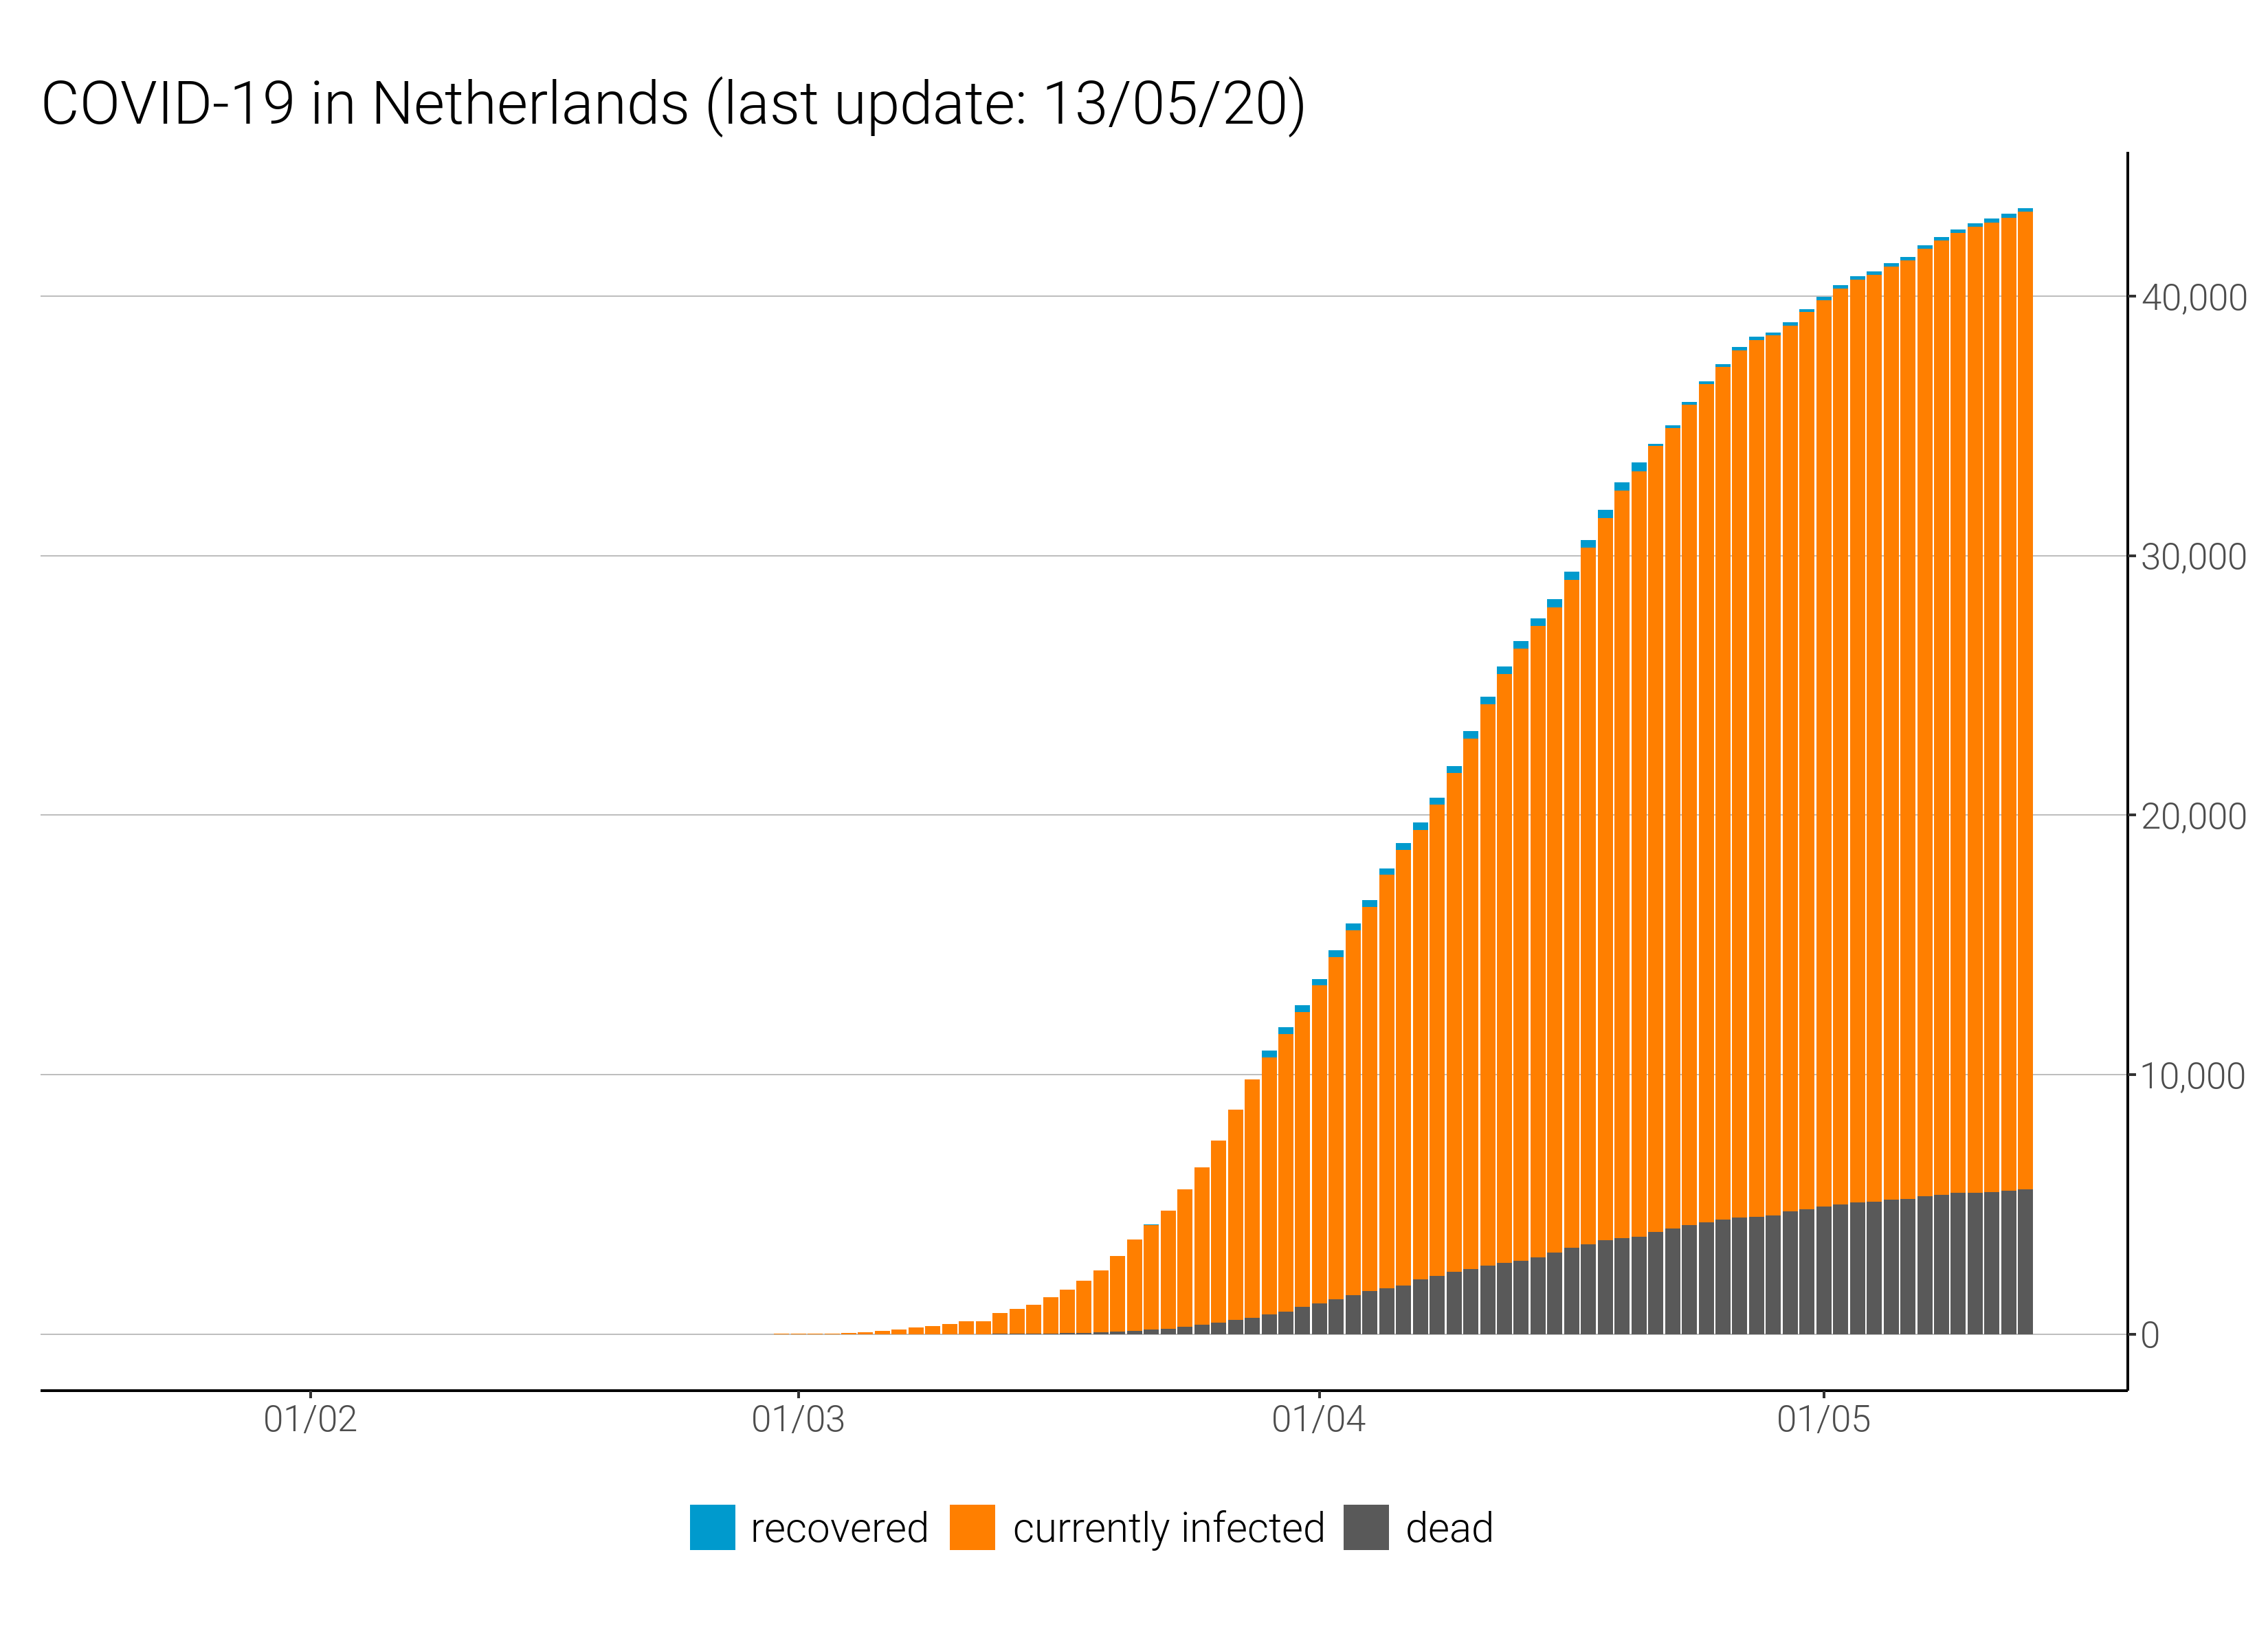 COVID-19 in Netherlands (last update: 13/05/20)
40,000
30,000
20,000
10,000
0
01/02 01/03 01/04 01/05
recovered currently infected dead